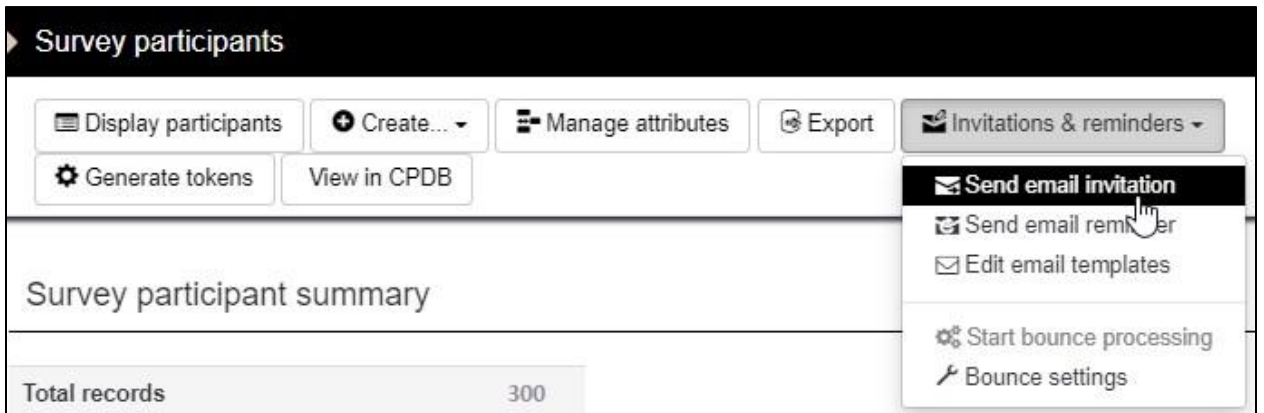 Survey participants
Display participants Create... Manage attributes Export Invitations & reminders
Generate tokens View in CPDB
Send email invitation
Send email reminder
Edit email templates
Survey participant summary
Start bounce processing
Bounce settings
Total records 300